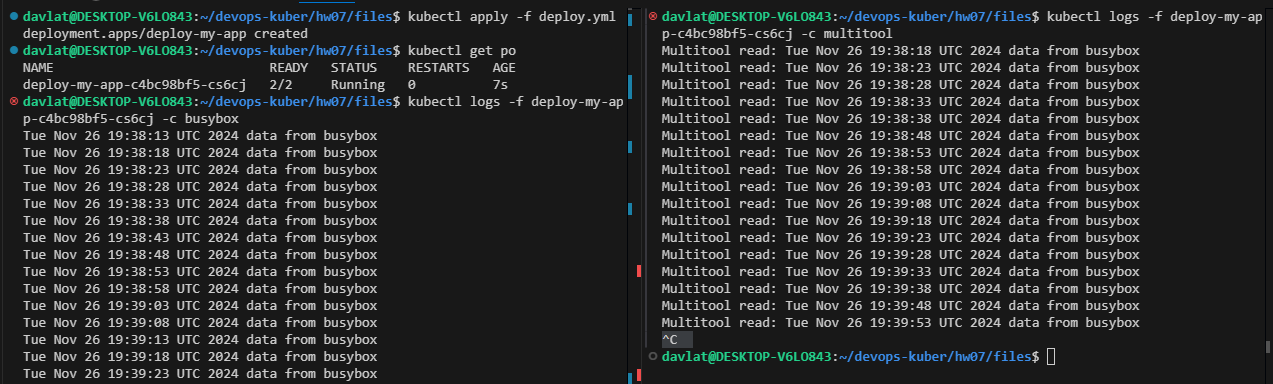 davlat@DESKTOP-V6LO843:~/devops-kuber/hw07/files$ kubectl apply -f deploy.yml
deployment.apps/deploy-my-app created
davlat@DESKTOP-V6LO843:~/devops-kuber/hw07/files$ kubectl get po
NAME READY STATUS RESTARTS AGE
deploy-my-app-c4bc98bf5-cs6cj 2/2 Running 0 7s
davlat@DESKTOP-V6LO843:~/devops-kuber/hw07/files$ kubectl logs -f deploy-my-ap
p-c4bc98bf5-cs6cj -c busybox
Tue Nov 26 19:38:13 UTC 2024 data from busybox
Tue Nov 26 19:38:18 UTC 2024 data from busybox
Tue Nov 26 19:38:23 UTC 2024 data from busybox
Tue Nov 26 19:38:28 UTC 2024 data from busybox
Tue Nov 26 19:38:33 UTC 2024 data from busybox
Tue Nov 26 19:38:38 UTC 2024 data from busybox
Tue Nov 26 19:38:43 UTC 2024 data from busybox
Tue Nov 26 19:38:48 UTC 2024 data from busybox
Tue Nov 26 19:38:53 UTC 2024 data from busybox
Tue Nov 26 19:38:58 UTC 2024 data from busybox
Tue Nov 26 19:39:03 UTC 2024 data from busybox
Tue Nov 26 19:39:08 UTC 2024 data from busybox
Tue Nov 26 19:39:13 UTC 2024 data from busybox
Tue Nov 26 19:39:18 UTC 2024 data from busybox
Tue Nov 26 19:39:23 UTC 2024 data from busybox
davlat@DESKTOP-V6LO843:~/devops-kuber/hw07/files$ kubectl logs -f deploy-my-ap
p-c4bc98bf5-cs6cj -c multitool
Multitool read: Tue Nov 26 19:38:18 UTC 2024 data from busybox
Multitool read: Tue Nov 26 19:38:23 UTC 2024 data from busybox
Multitool read: Tue Nov 26 19:38:28 UTC 2024 data from busybox
Multitool read: Tue Nov 26 19:38:33 UTC 2024 data from busybox
Multitool read: Tue Nov 26 19:38:38 UTC 2024 data from busybox
Multitool read: Tue Nov 26 19:38:48 UTC 2024 data from busybox
Multitool read: Tue Nov 26 19:38:53 UTC 2024 data from busybox
Multitool read: Tue Nov 26 19:38:58 UTC 2024 data from busybox
Multitool read: Tue Nov 26 19:39:03 UTC 2024 data from busybox
Multitool read: Tue Nov 26 19:39:08 UTC 2024 data from busybox
Multitool read: Tue Nov 26 19:39:18 UTC 2024 data from busybox
Multitool read: Tue Nov 26 19:39:23 UTC 2024 data from busybox
Multitool read: Tue Nov 26 19:39:28 UTC 2024 data from busybox
Multitool read: Tue Nov 26 19:39:33 UTC 2024 data from busybox
Multitool read: Tue Nov 26 19:39:38 UTC 2024 data from busybox
Multitool read: Tue Nov 26 19:39:48 UTC 2024 data from busybox
Multitool read: Tue Nov 26 19:39:53 UTC 2024 data from busybox
^C
davlat@DESKTOP-V6LO843:~/devops-kuber/hw07/files$